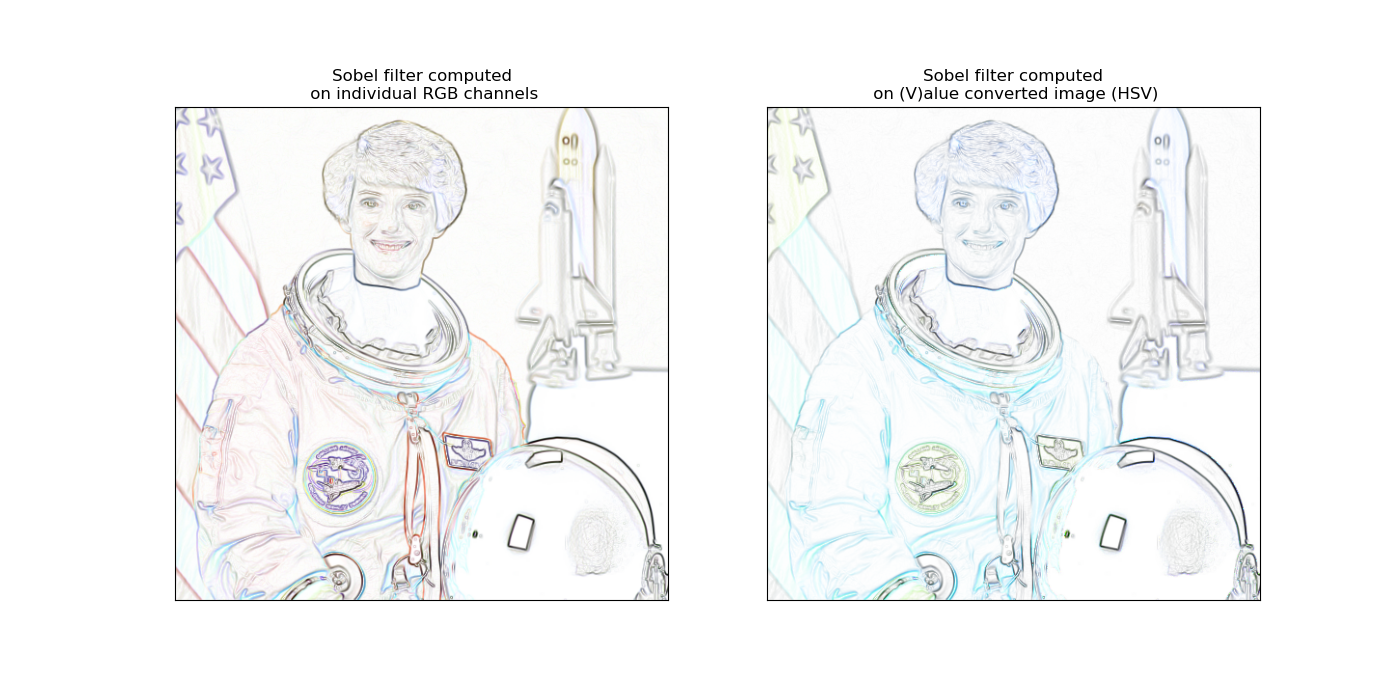 Sobel filter computed
on individual RGB channels
Sobel filter computed
on (V)alue converted image (HSV)